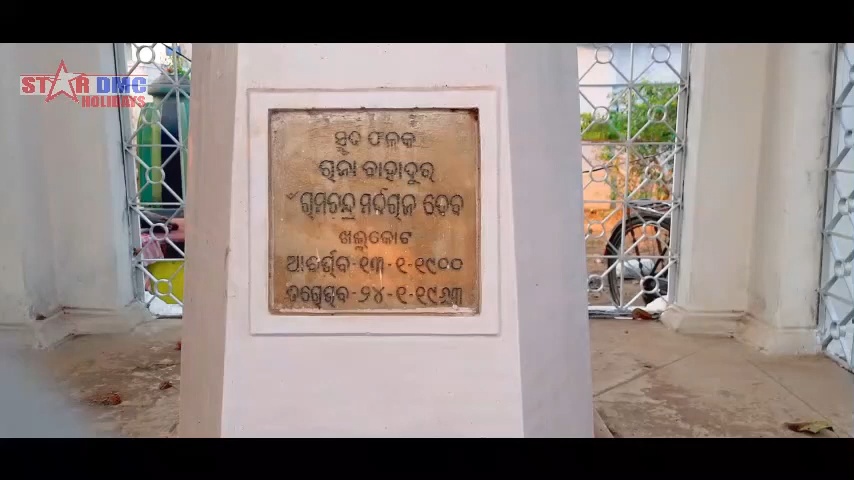 STAR DMC
HOLIDAYS
ସ୍ମୃତି ଫଳକ
ରାଜା ବାହାଦୁର
ରାମଚନ୍ଦ୍ର ମର୍ଦ୍ଦରାଜ ଦେବ
ଖଲ୍ଲିକୋଟ
ଆବିର୍ଭାବ-୧୩-୧-୧୯୦୦
ତିରୋଭାବ-୨୪-୧-୧୯୬୩